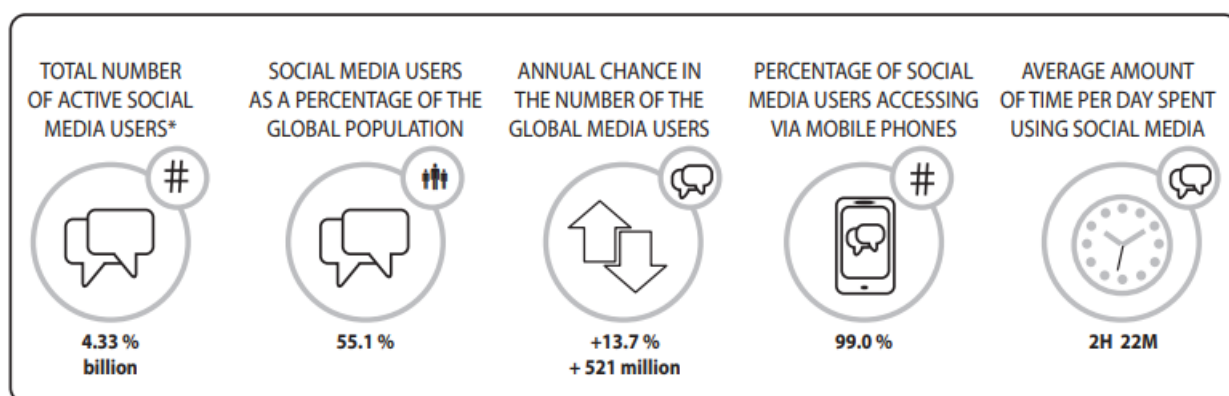 TOTAL NUMBER
OF ACTIVE SOCIAL
MEDIA USERS*
#
4.33 %
billion
SOCIAL MEDIA USERS
AS A PERCENTAGE OF THE
GLOBAL POPULATION
55.1 %
ANNUAL CHANCE IN
THE NUMBER OF THE
GLOBAL MEDIA USERS
+13.7 %
+ 521 million
PERCENTAGE OF SOCIAL
MEDIA USERS ACCESSING
VIA MOBILE PHONES
#
99.0 %
AVERAGE AMOUNT
OF TIME PER DAY SPENT
USING SOCIAL MEDIA
2H 22M